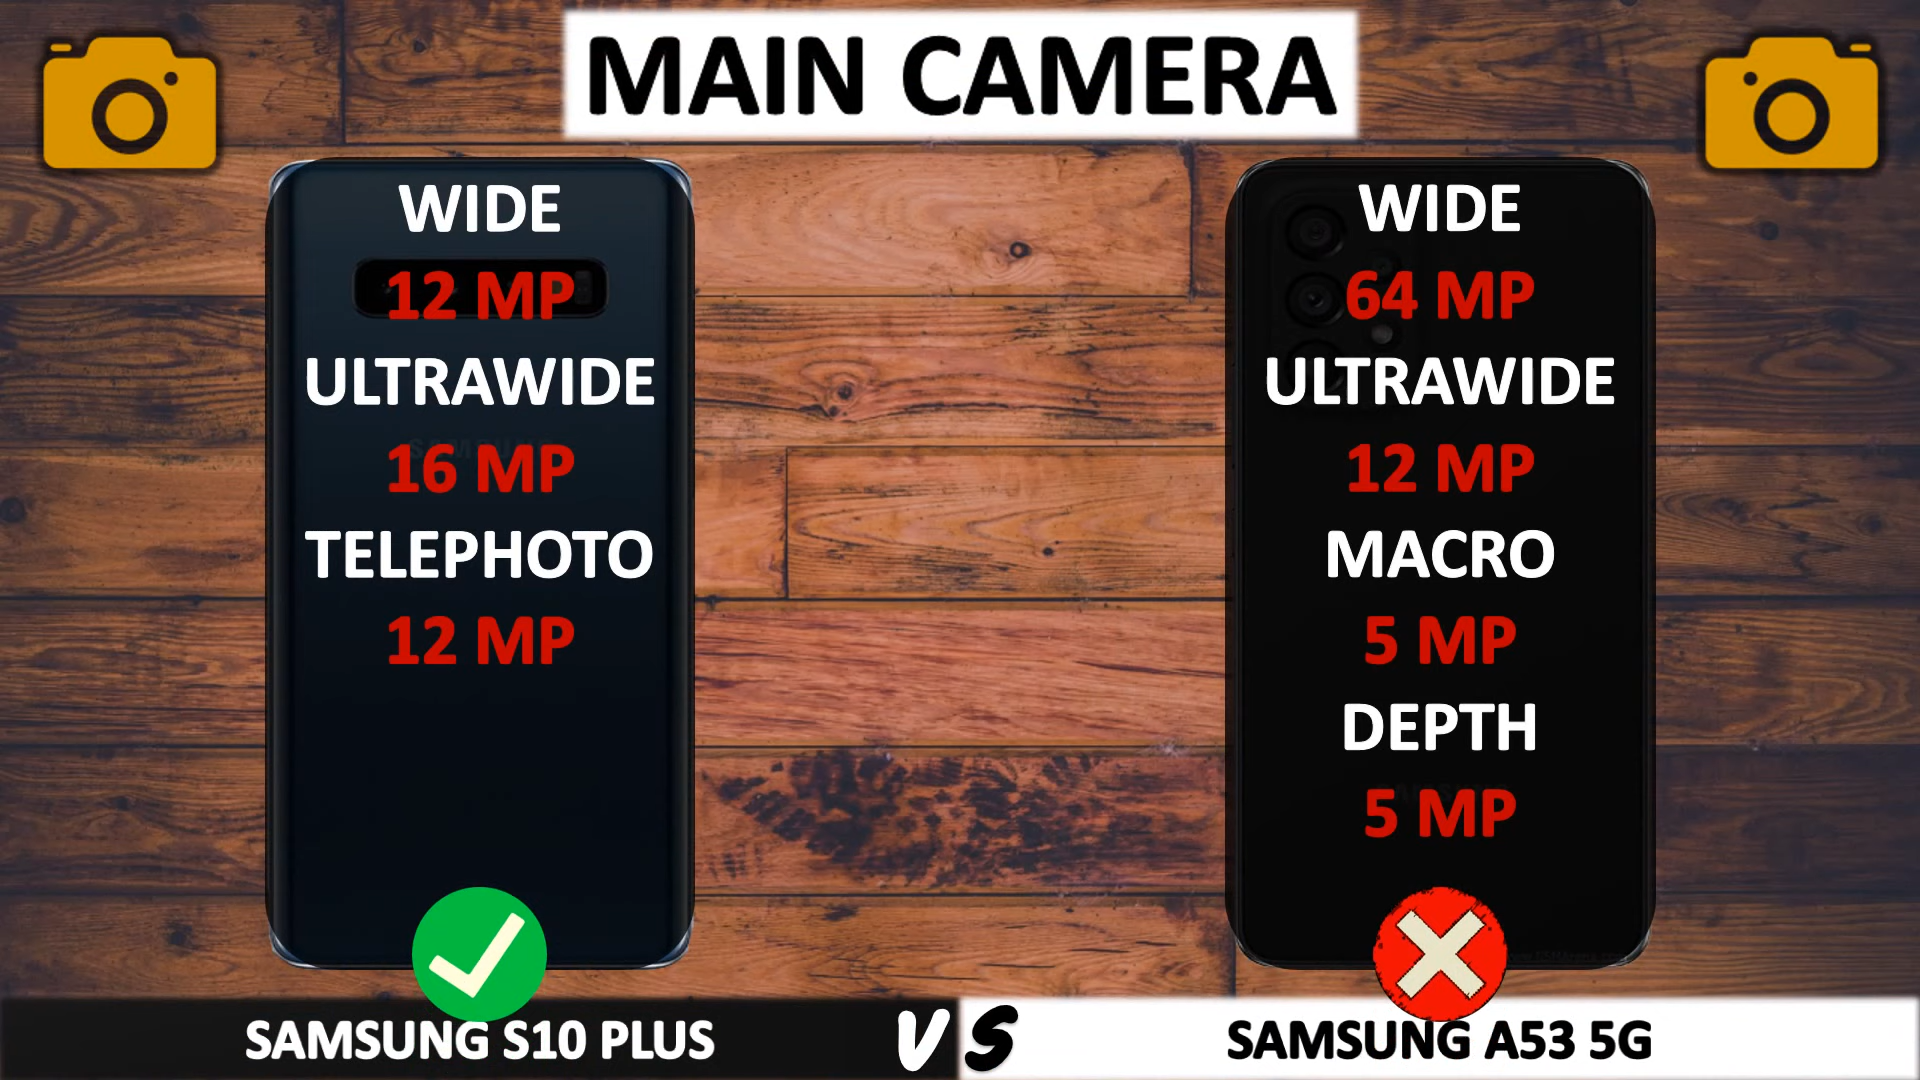 MAIN CAMERA
WIDE
12 MP
ULTRAWIDE
16 MP
TELEPHOTO
12 MP
WIDE
64 MP
ULTRAWIDE
12 MP
MACRO
5 MP
DEPTH
5 MP
SAMSUNG S10 PLUS
VS
SAMSUNG A53 5G